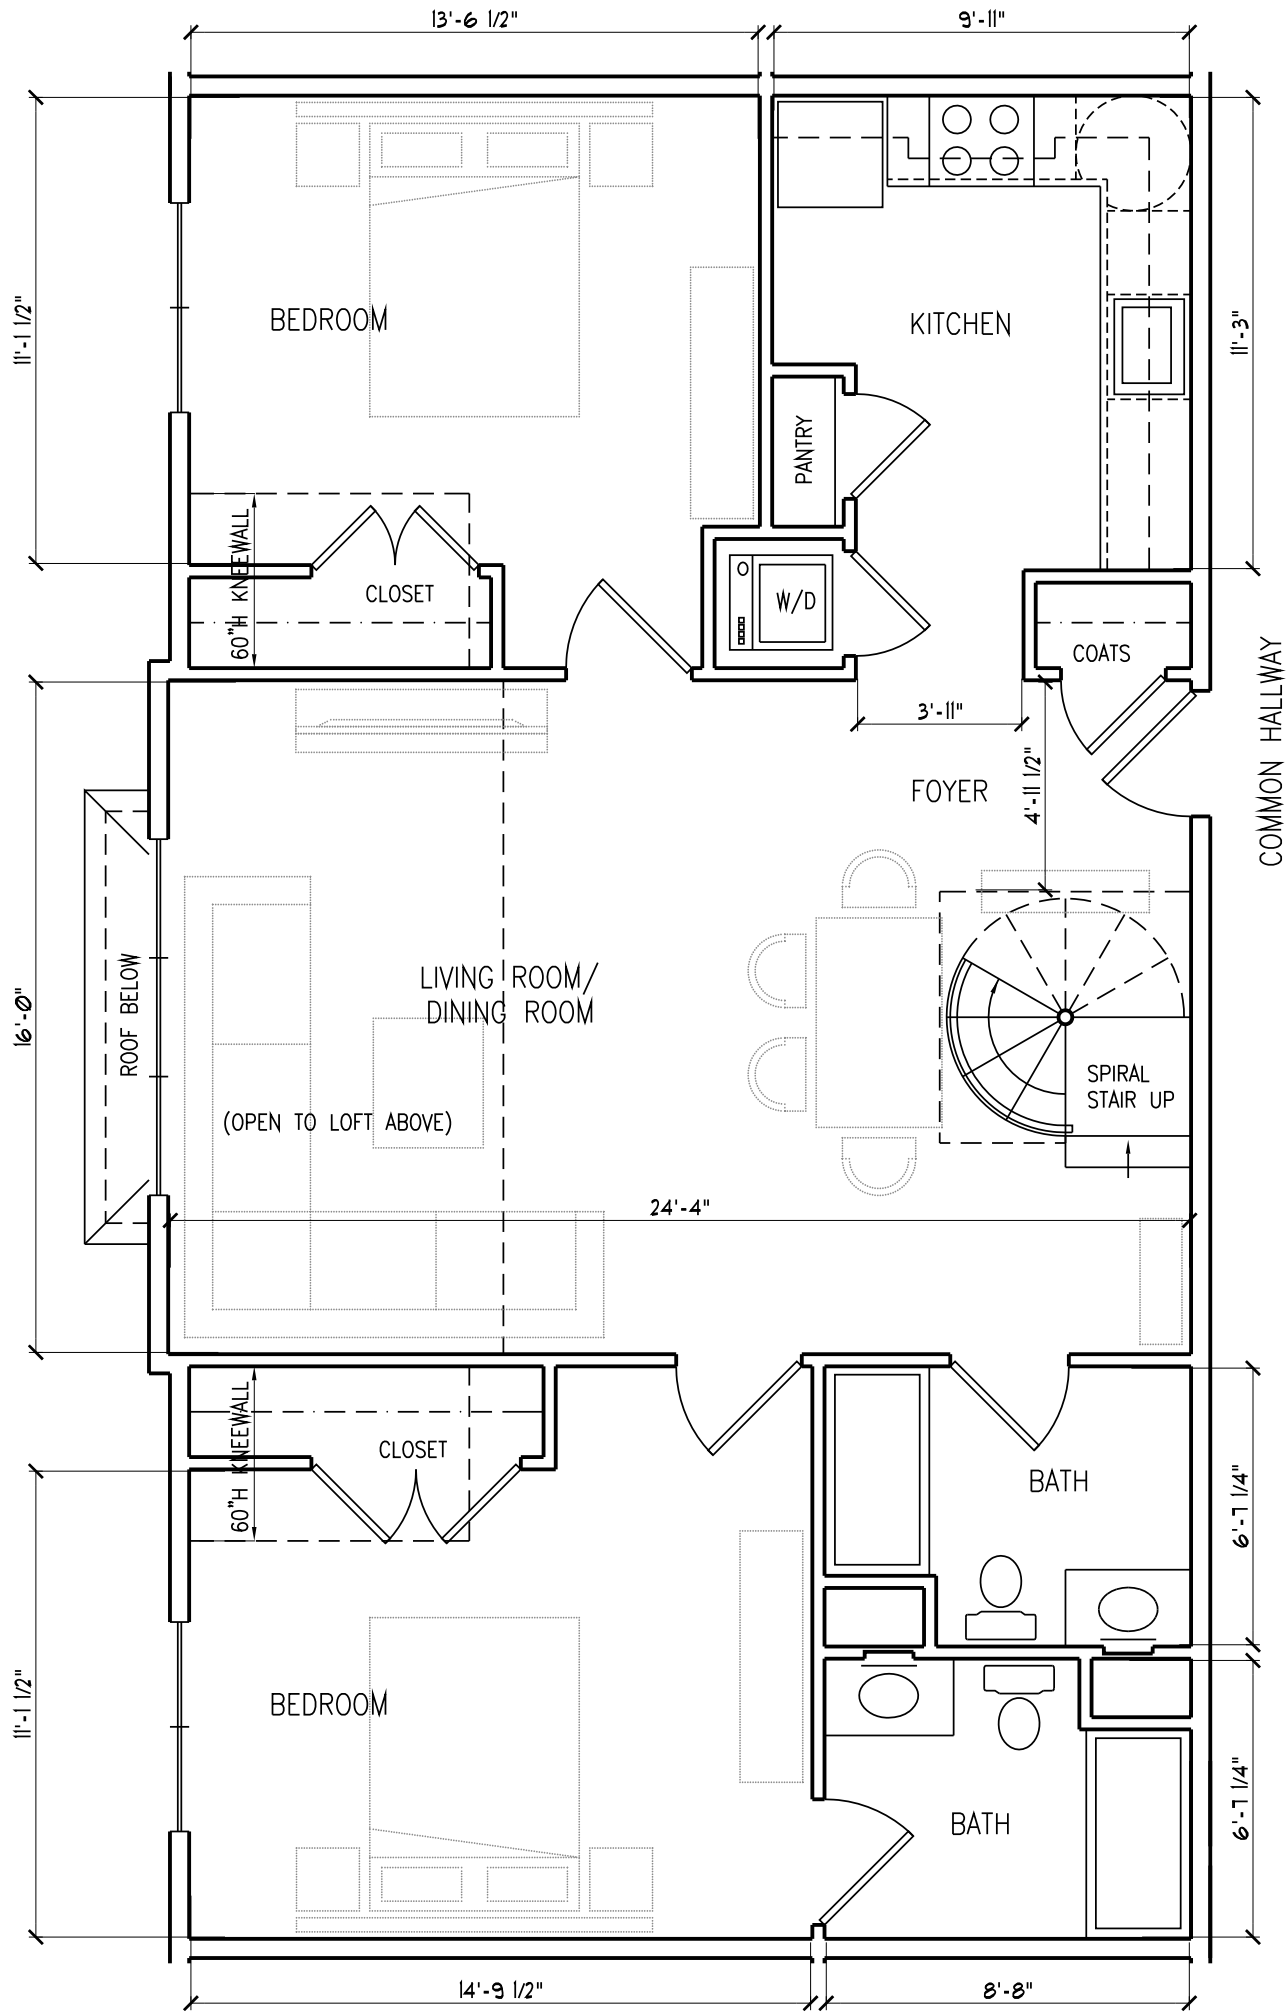 13'-6 1/2"
9'-11"
11'-1 1/2"
BEDROOM
KITCHEN
11'-3"
PANTRY
60"H KNEEWALL
CLOSET
W/D
COATS
COMMON HALLWAY
3'-11"
FOYER
4'-11 1/2"
16'-0"
ROOF BELOW
LIVING ROOM/
DINING ROOM
(OPEN TO LOFT ABOVE)
SPIRAL
STAIR UP
24'-4"
60"H KNEEWALL
CLOSET
BATH
6'-7 1/4"
11'-1 1/2"
BEDROOM
BATH
6'-7 1/4"
14'-9 1/2"
8'-8"